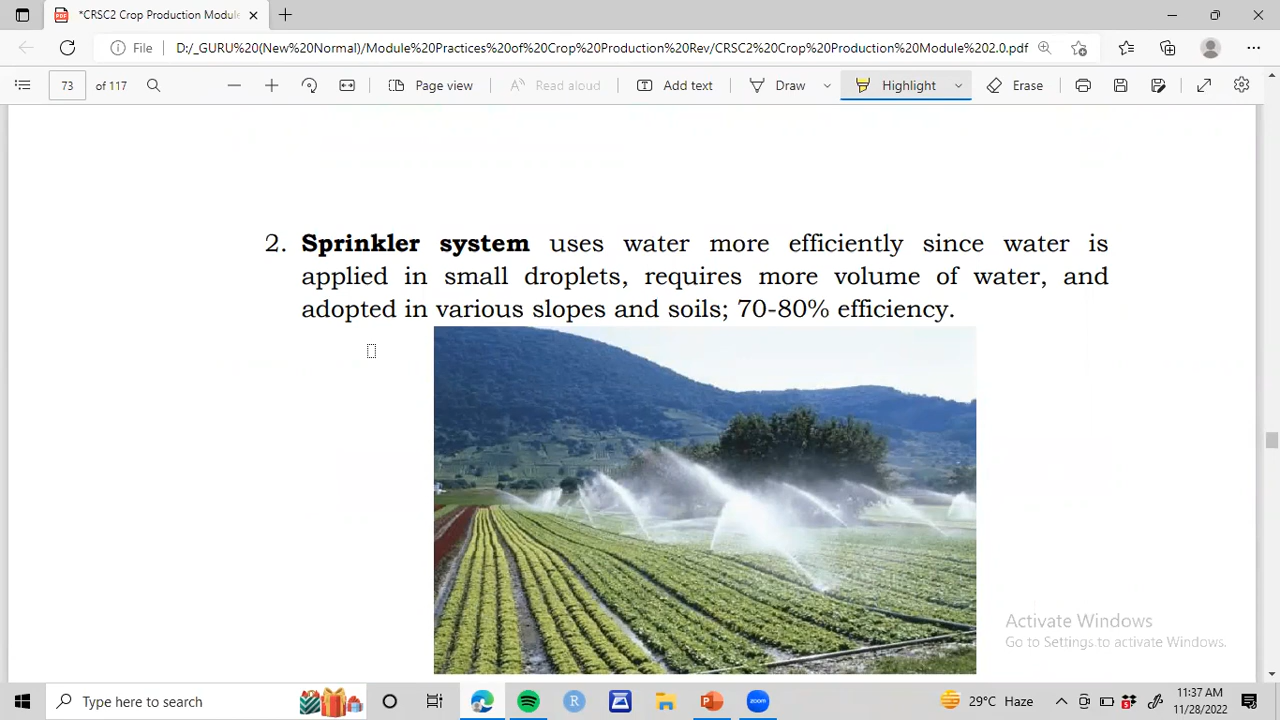 *CRSC2 Crop Production Module
File
D:/_GURU%20(New%20Normal)/Module%20Practices%20of%20Crop%20Production%20Rev/CRSC2%20Crop%20Production%20Module%202.0.pdf
73 of 117
Page view
Read aloud
Add text
Draw
Highlight
Erase
2. Sprinkler system uses water more efficiently since water is
applied in small droplets, requires more volume of water, and
adopted in various slopes and soils; 70-80% efficiency.
Activate Windows
Go to Settings to activate Windows.
Type here to search
R
P
zoom
29°C Haze
11:37 AM
11/28/2022